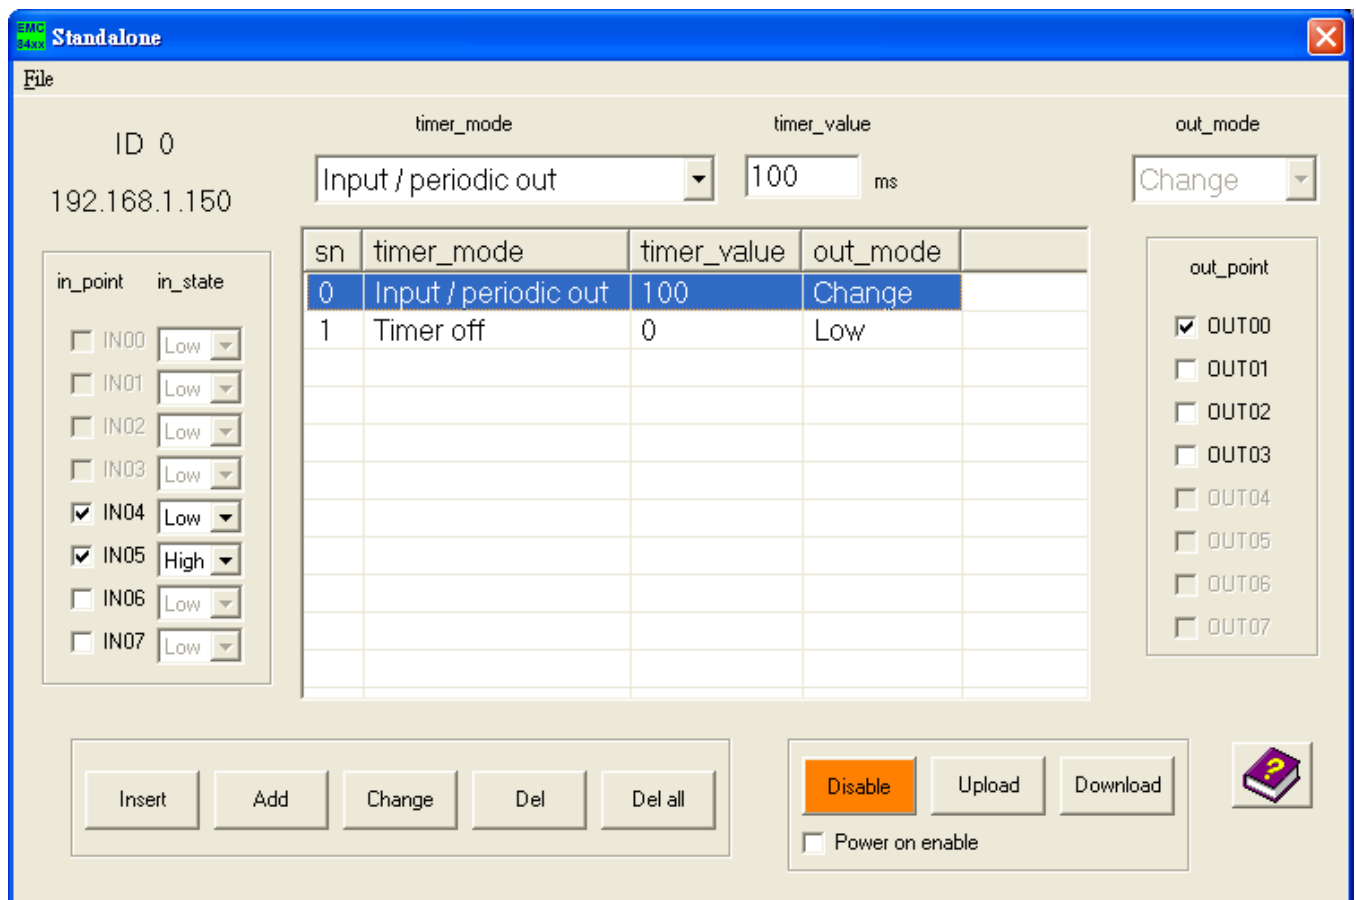 EMC
84xx Standalone
File
ID 0
192.168.1.150
timer_mode timer_value out_mode
Input / periodic out 100 ms Change
in_point in_state
IN00 Low
IN01 Low
IN02 Low
IN03 Low
IN04 Low
IN05 High
IN06 Low
IN07 Low
sn timer_mode timer_value out_mode
0 Input / periodic out 100 Change
1 Timer off 0 Low
out_point
OUT00
OUT01
OUT02
OUT03
OUT04
OUT05
OUT06
OUT07
Insert Add Change Del Del all
Disable Upload Download
Power on enable
?